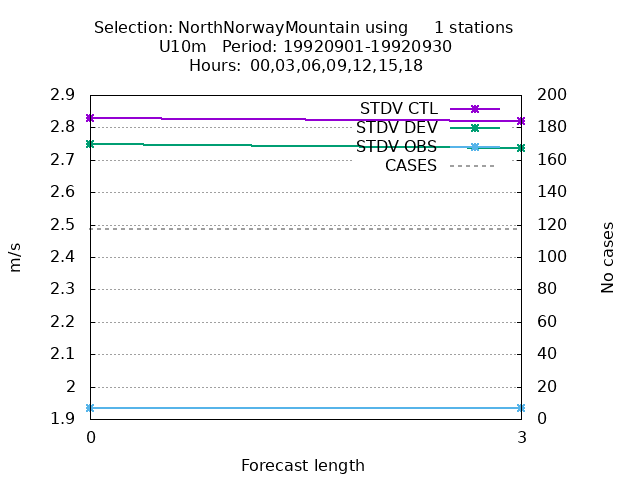 Selection: NorthNorwayMountain using     1 stations
U10m   Period: 19920901-19920930
Hours:  00,03,06,09,12,15,18
STDV CTL
STDV DEV
STDV OBS
CASES
2.9
2.8
2.7
2.6
2.5
2.4
2.3
2.2
2.1
2
1.9
200
180
160
140
120
100
80
60
40
20
0
m/s
No cases
0
3
Forecast length